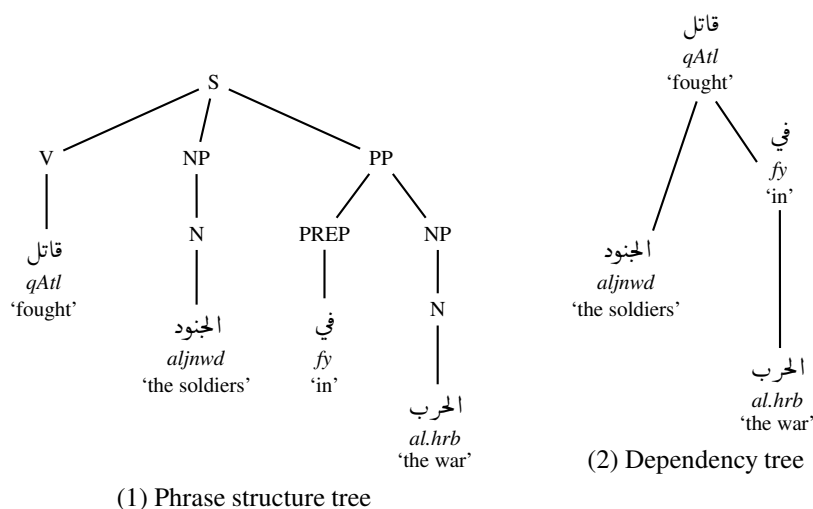 S
V NP PP
قاتل
qAtl
‘fought’
N
الجنود
aljnwd
‘the soldiers’
PREP NP
في
fy
‘in’
N
الحرب
al.hrb
‘the war’
(1) Phrase structure tree
قاتل
qAtl
‘fought’
في
fy
‘in’
الجنود
aljnwd
‘the soldiers’
الحرب
al.hrb
‘the war’
(2) Dependency tree